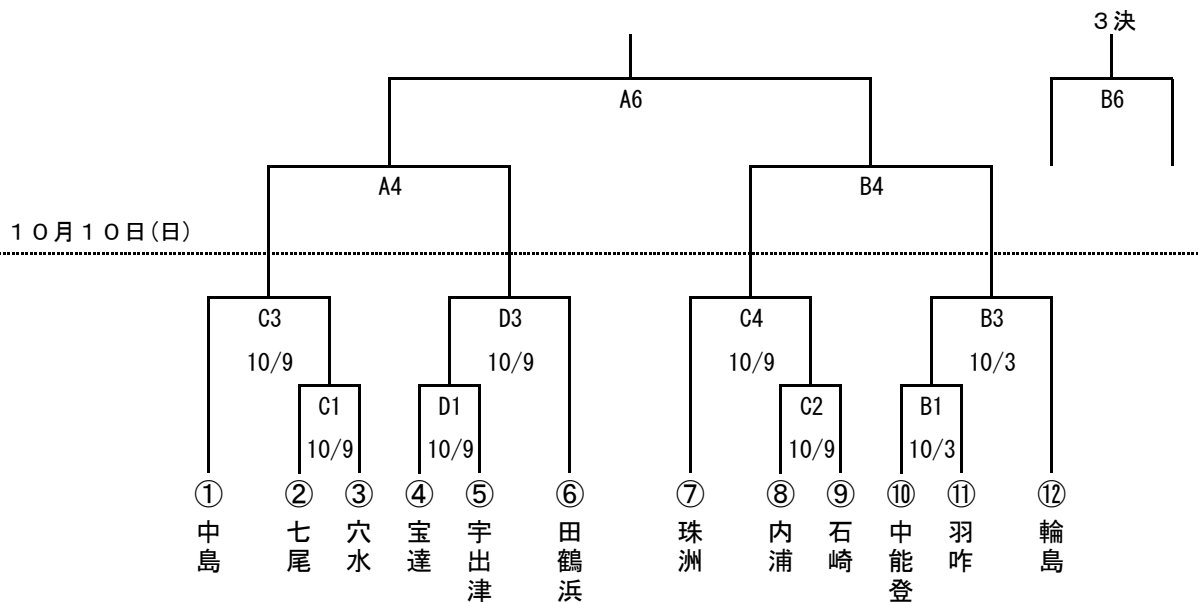 ３決
A6
B6
A4
B4
１０月１０日(日)
C3
D3
C4
B3
10/9
10/9
10/9
10/3
C1
D1
C2
B1
10/9
10/9
10/9
10/3
①
②
③
④
⑤
⑥
⑦
⑧
⑨
⑩
⑪
⑫
中島
七尾
穴水
宝達
宇出津
田鶴浜
珠洲
内浦
石崎
中能登
羽咋
輪島